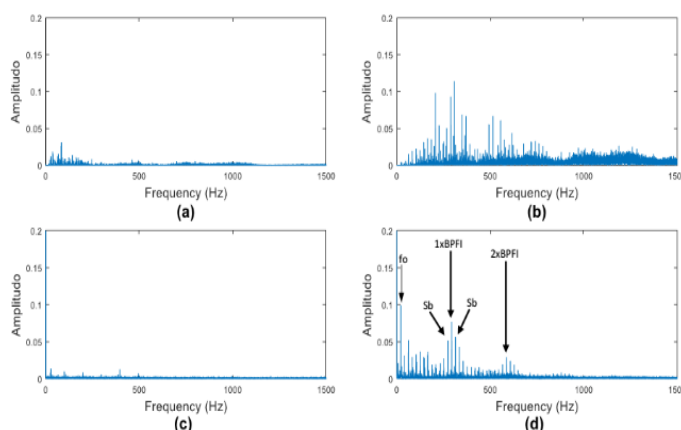 0.2
0.15
0.1
0.05
0
Amplitudo
0 500 1000 1500
Frequency (Hz)
(a)
0.2
0.15
0.1
0.05
0
Amplitudo
0 500 1000 1500
Frequency (Hz)
(b)
0.2
0.15
0.1
0.05
0
Amplitudo
0 500 1000 1500
Frequency (Hz)
(c)
0.2
0.15
0.1
0.05
0
Amplitudo
fo
Sb
1xBPFI
Sb
2xBPFI
0 500 1000 150
Frequency (Hz)
(d)